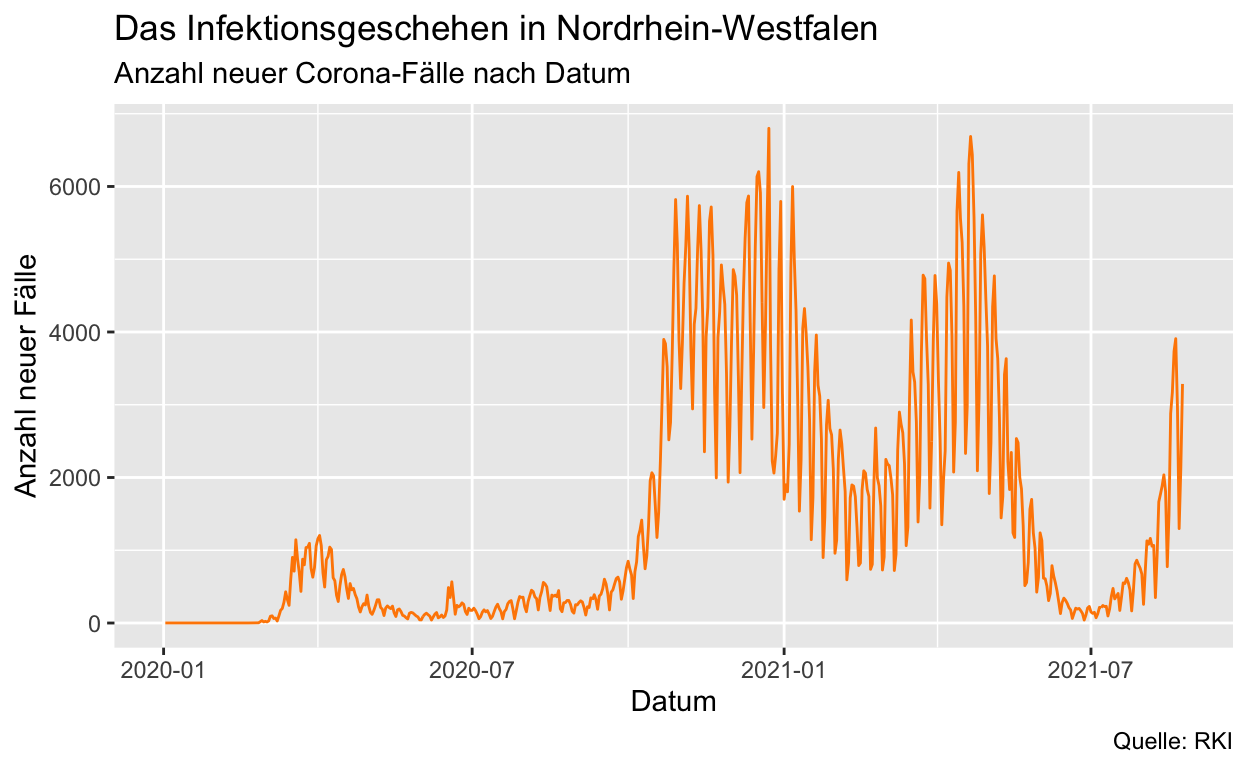 Das Infektionsgeschehen in Nordrhein-Westfalen
Anzahl neuer Corona-Fälle nach Datum
Anzahl neuer Fälle
6000
4000
2000
0
2020-01
2020-07
2021-01
2021-07
Datum
Quelle: RKI